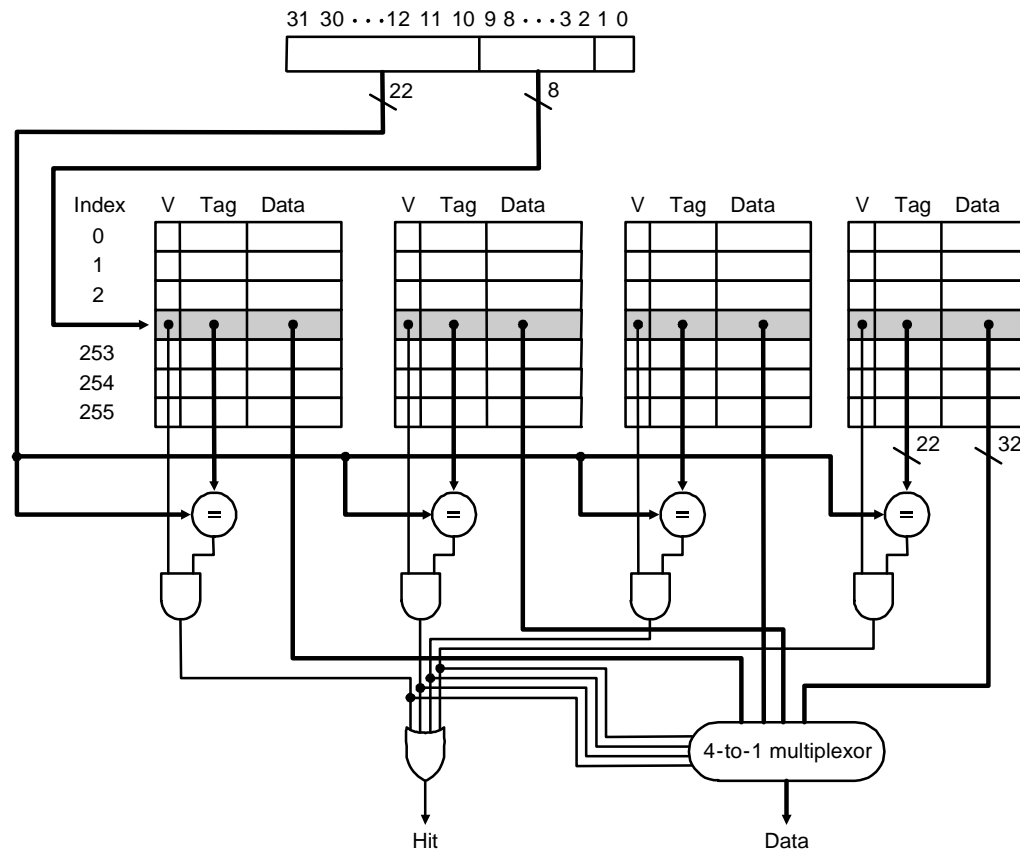 31 30 ···12 11 10 9 8 ···3 2 1 0
22
8
Index
V Tag Data
V Tag Data
V Tag Data
V Tag Data
0
1
2
253
254
255
22
32
=
=
=
=
4-to-1 multiplexor
Hit
Data